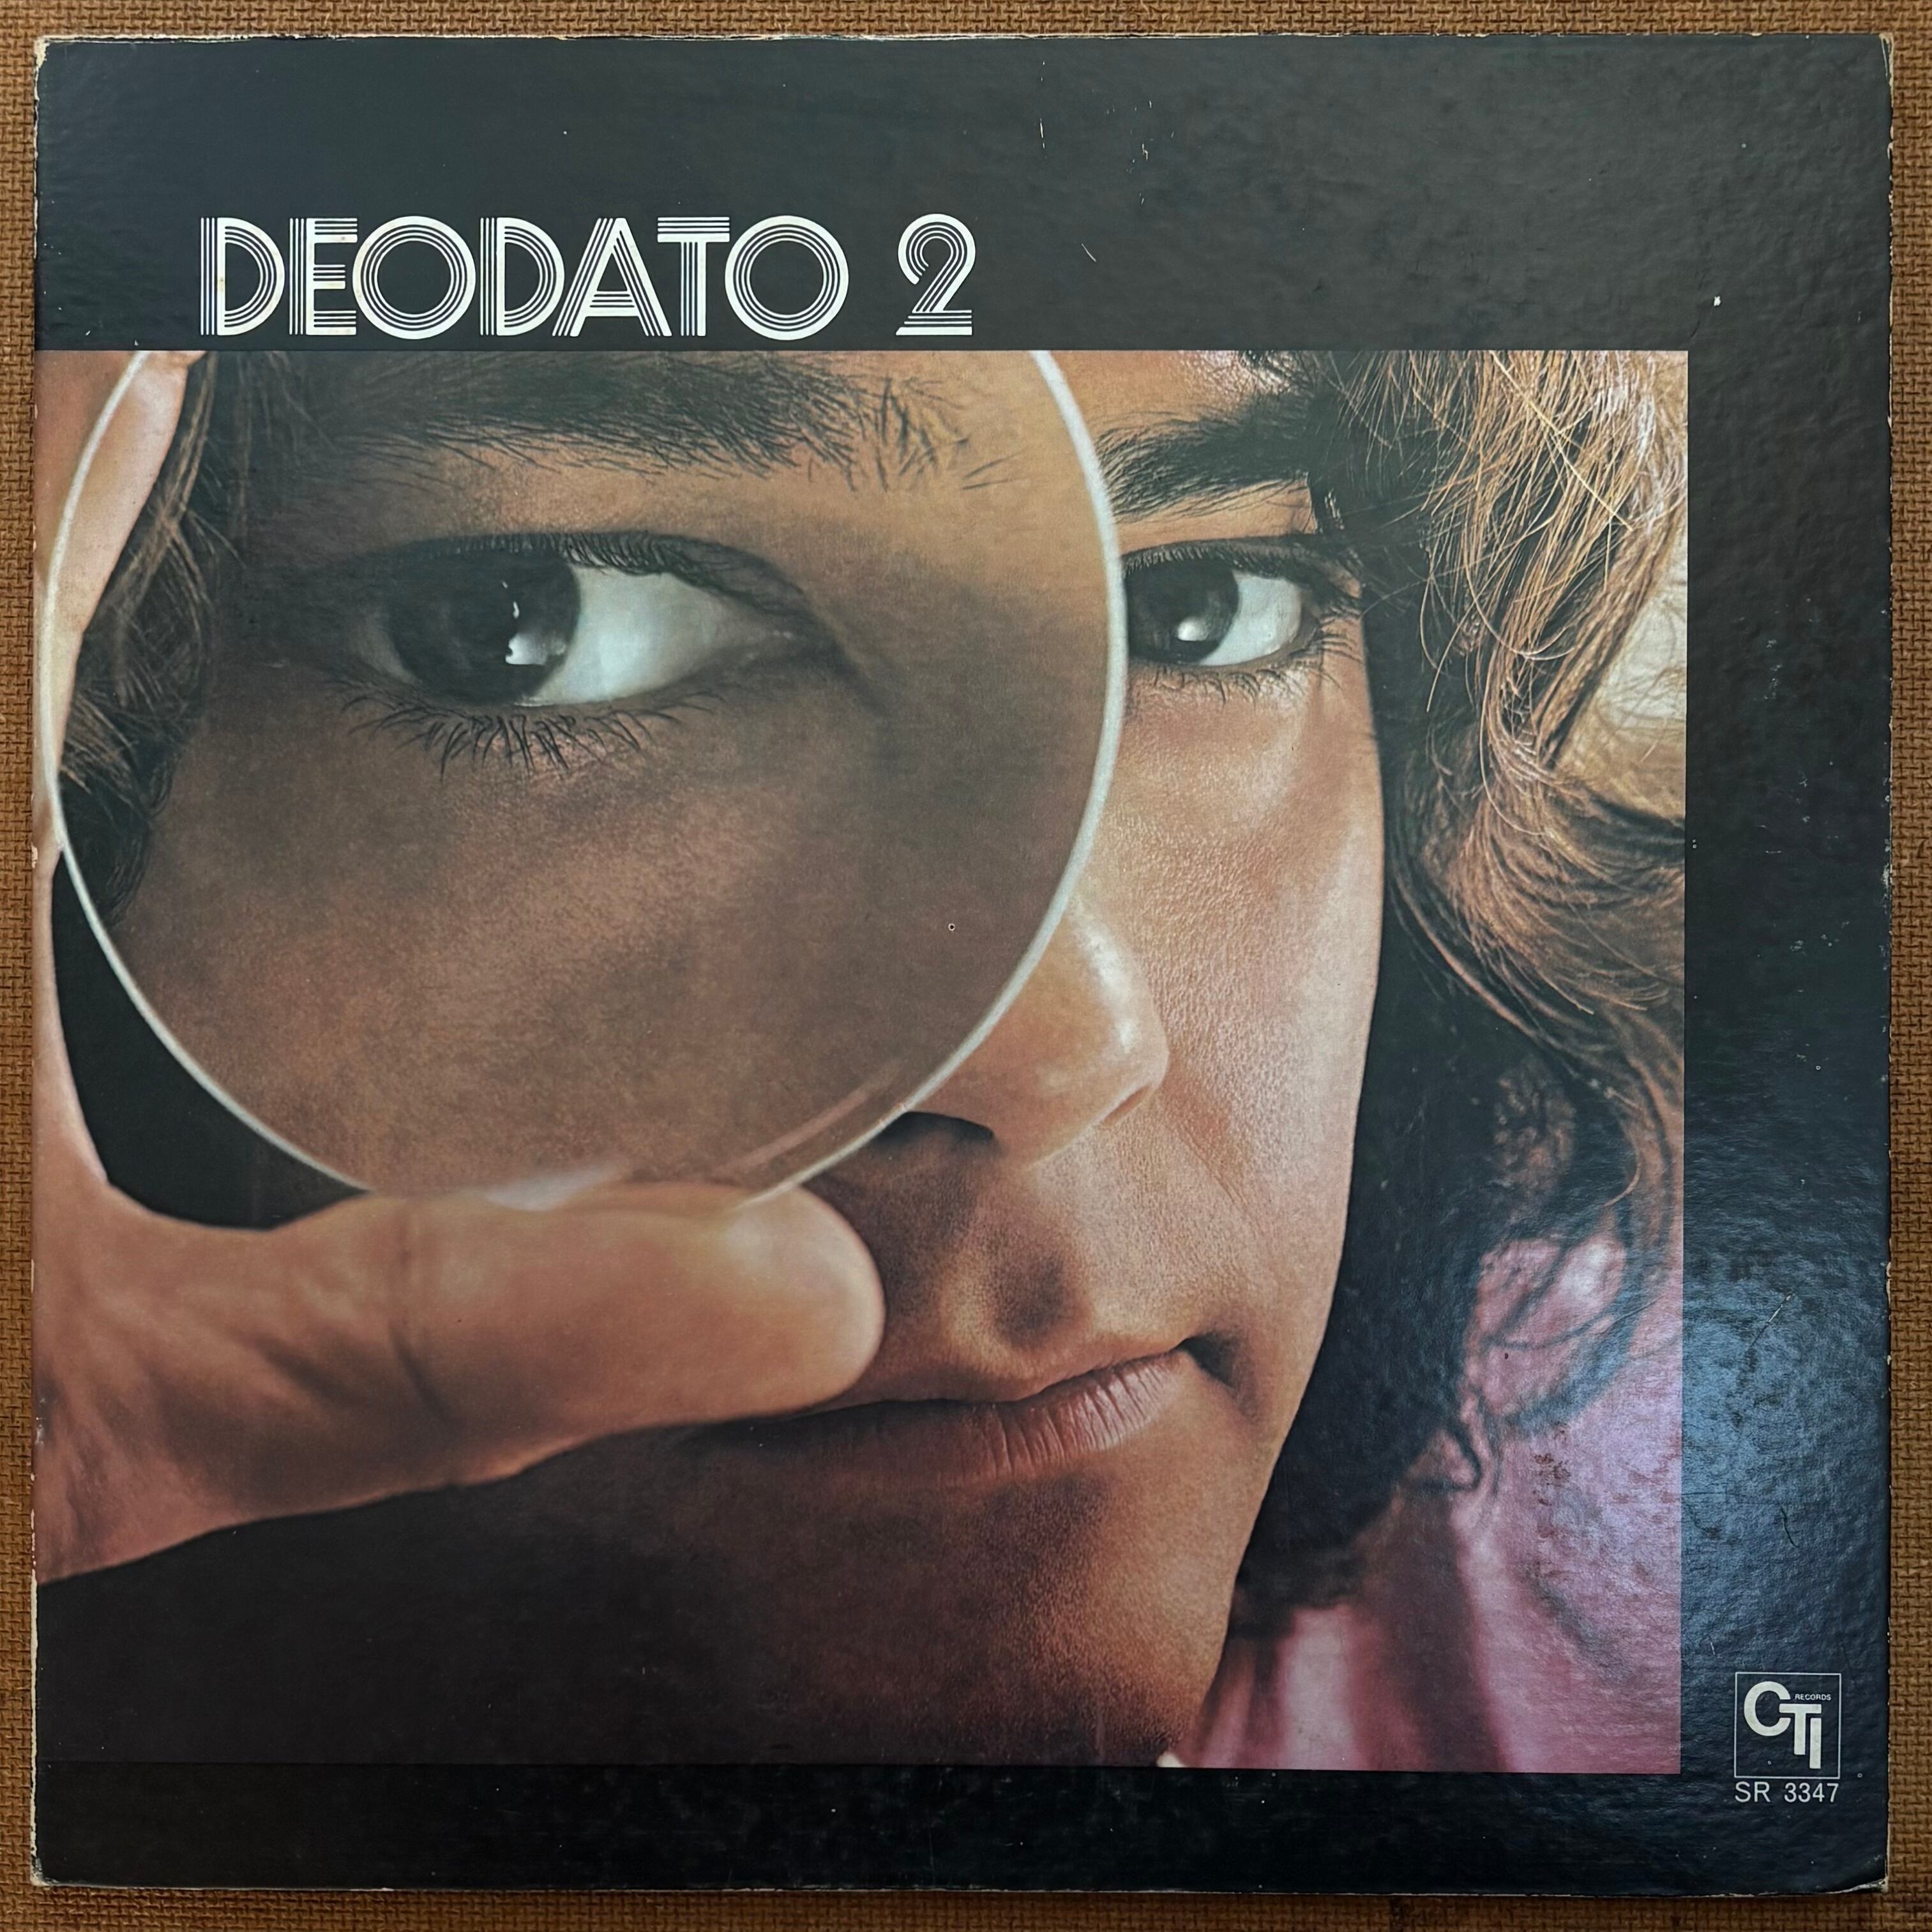 DEODATO 2
CTI RECORDS
SR 3347